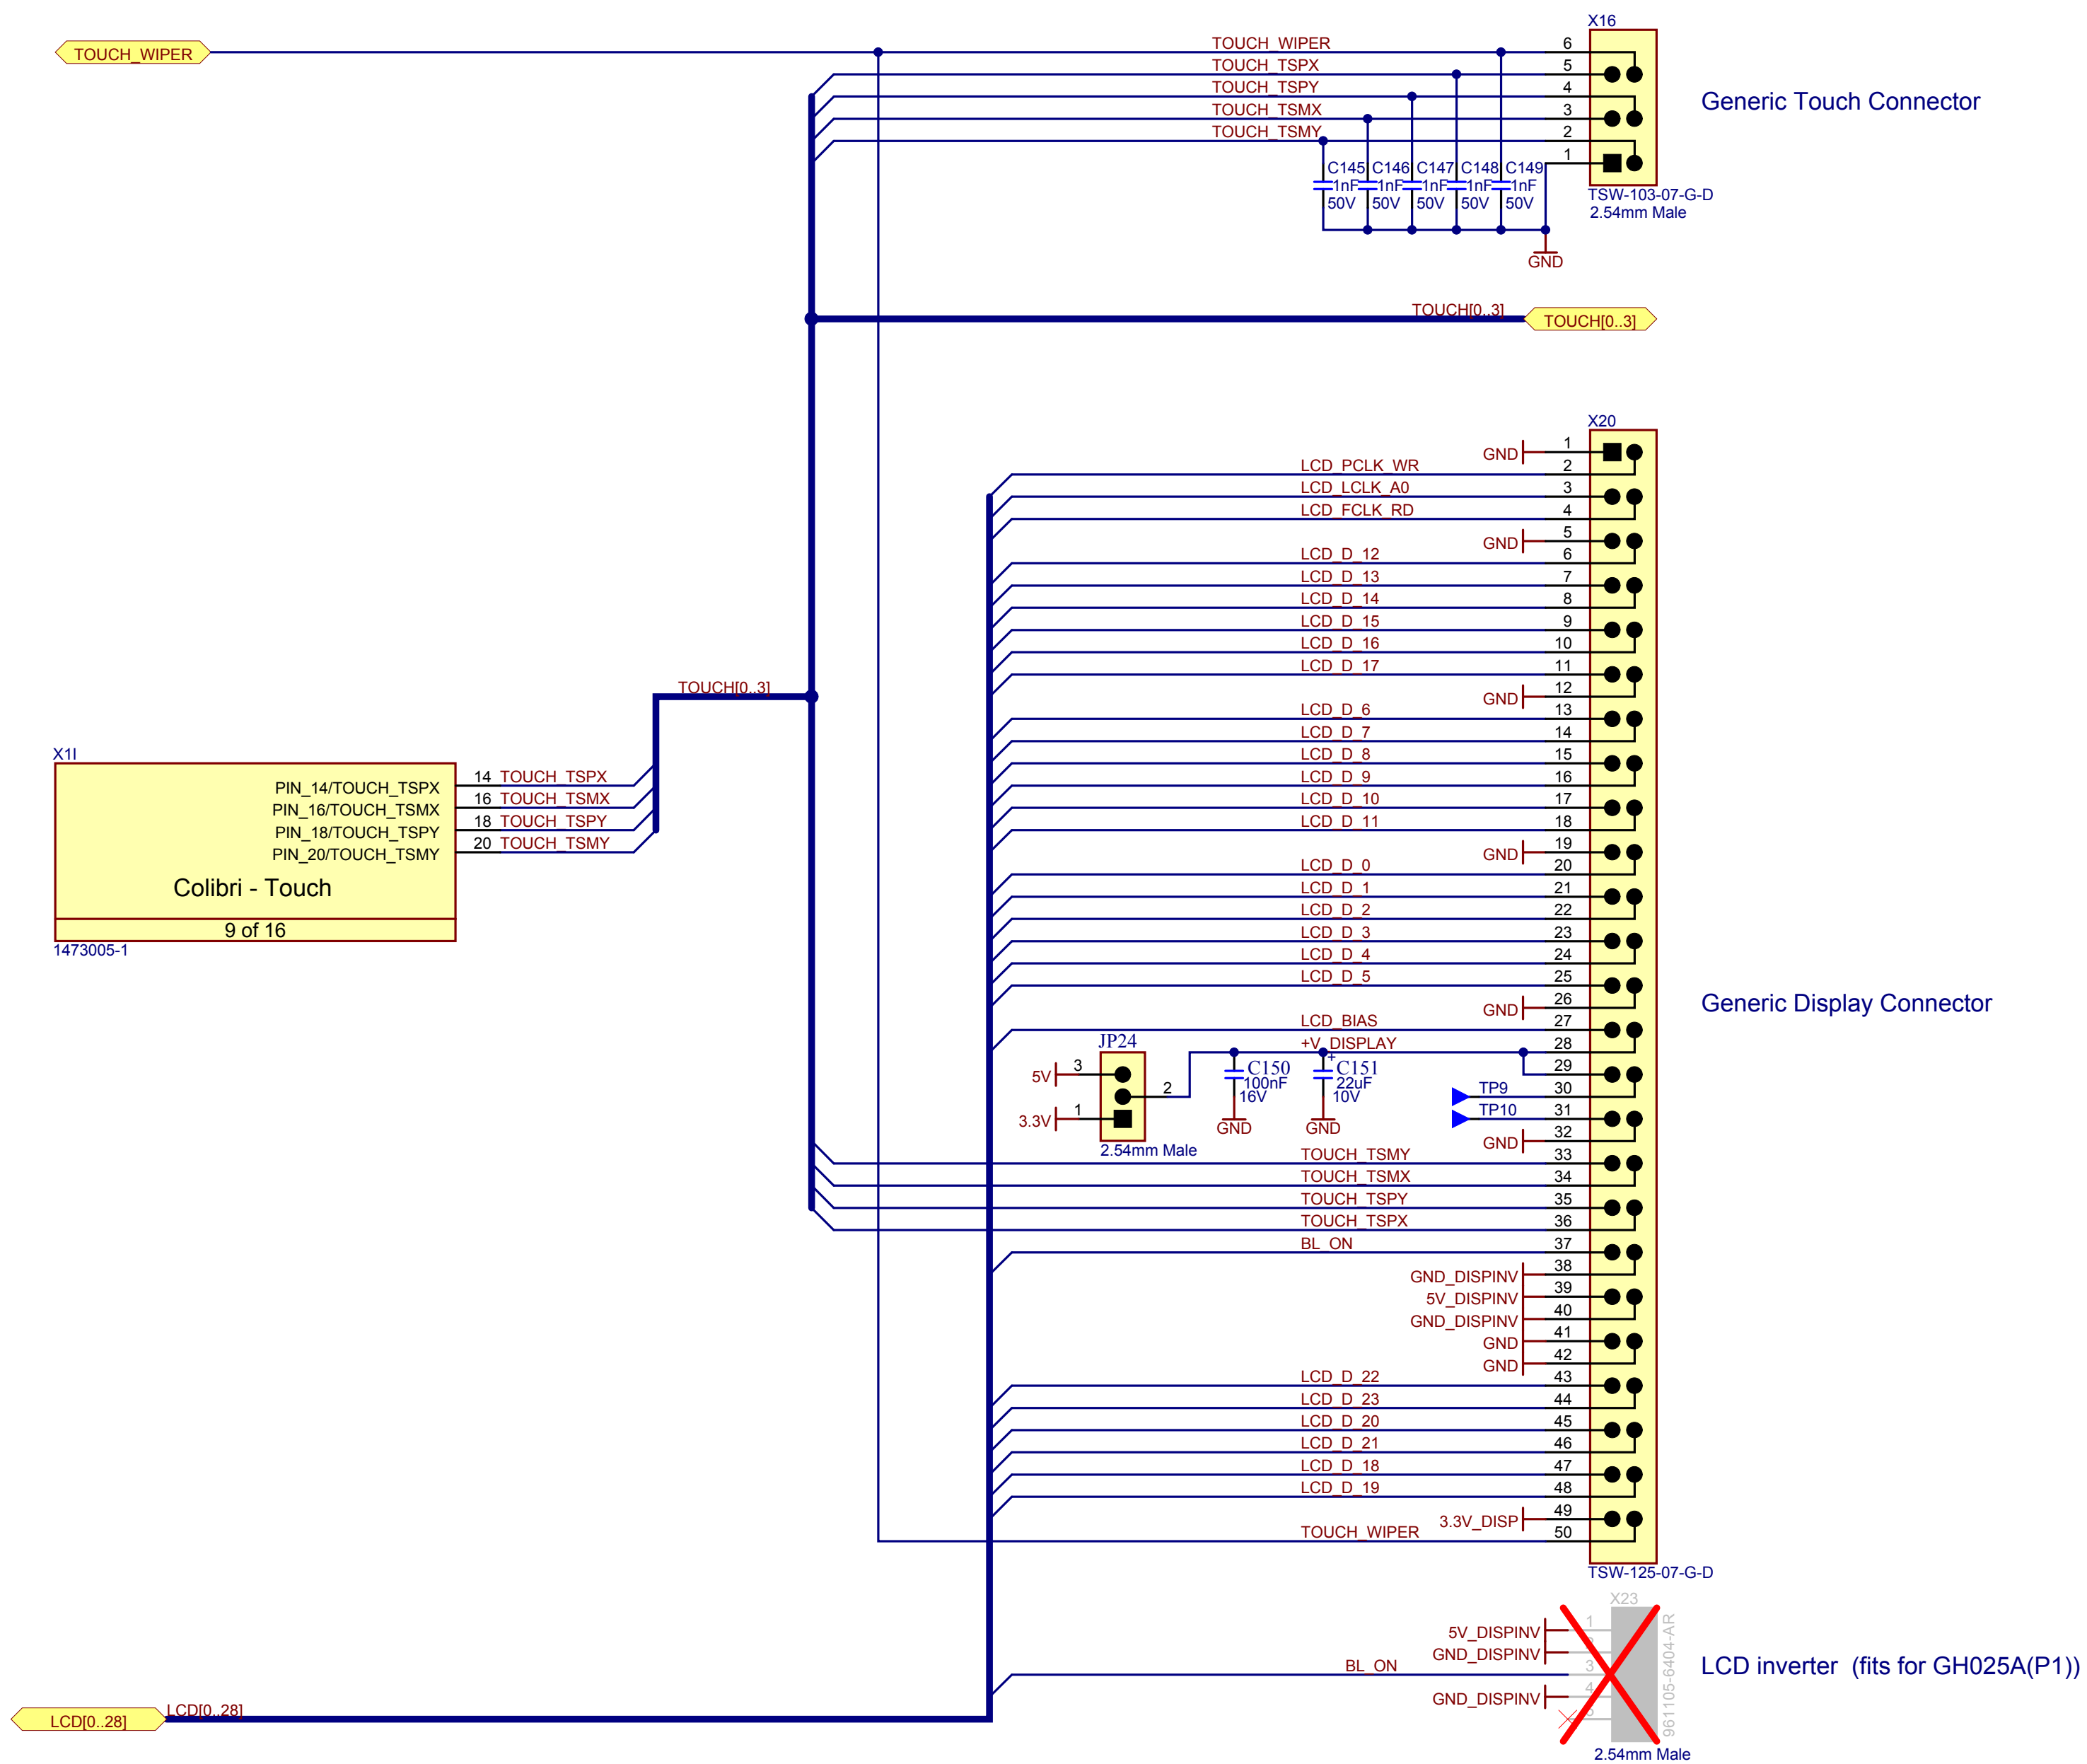 X16
TOUCH_WIPER
TOUCH_WIPER 6
TOUCH_TSPX 5
TOUCH_TSPY 4
TOUCH_TSMX 3
TOUCH_TSMY 2
1
Generic Touch Connector
C145 C146 C147 C148 C149
1nF 1nF 1nF 1nF 1nF
50V 50V 50V 50V 50V
TSW-103-07-G-D
2.54mm Male
GND
TOUCH[0..3] TOUCH[0..3]
X20
GND 1
LCD_PCLK_WR 2
LCD_LCLK_A0 3
LCD_FCLK_RD 4
GND 5
LCD_D_12 6
LCD_D_13 7
LCD_D_14 8
LCD_D_15 9
LCD_D_16 10
LCD_D_17 11
GND 12
LCD_D_6 13
LCD_D_7 14
LCD_D_8 15
LCD_D_9 16
LCD_D_10 17
LCD_D_11 18
GND 19
LCD_D_0 20
LCD_D_1 21
LCD_D_2 22
LCD_D_3 23
LCD_D_4 24
LCD_D_5 25
GND 26
LCD_BIAS 27
+V_DISPLAY 28
29
TP9 30
TP10 31
GND 32
TOUCH_TSMY 33
TOUCH_TSMX 34
TOUCH_TSPY 35
TOUCH_TSPX 36
BL_ON 37
GND_DISPINV 38
5V_DISPINV 39
GND_DISPINV 40
GND 41
GND 42
LCD_D_22 43
LCD_D_23 44
LCD_D_20 45
LCD_D_21 46
LCD_D_18 47
LCD_D_19 48
3.3V_DISP 49
TOUCH_WIPER 50
TSW-125-07-G-D
Generic Display Connector
JP24
5V 3
2
3.3V 1
2.54mm Male
C150
100nF
16V
GND
+
C151
22uF
10V
GND
TOUCH[0..3]
X1I
PIN_14/TOUCH_TSPX 14 TOUCH_TSPX
PIN_16/TOUCH_TSMX 16 TOUCH_TSMX
PIN_18/TOUCH_TSPY 18 TOUCH_TSPY
PIN_20/TOUCH_TSMY 20 TOUCH_TSMY
Colibri - Touch
9 of 16
1473005-1
X23
5V_DISPINV 1
GND_DISPINV
BL_ON 3
GND_DISPINV 4
961105-6404-AR
2.54mm Male
LCD inverter (fits for GH025A(P1))
LCD[0..28] LCD[0..28]